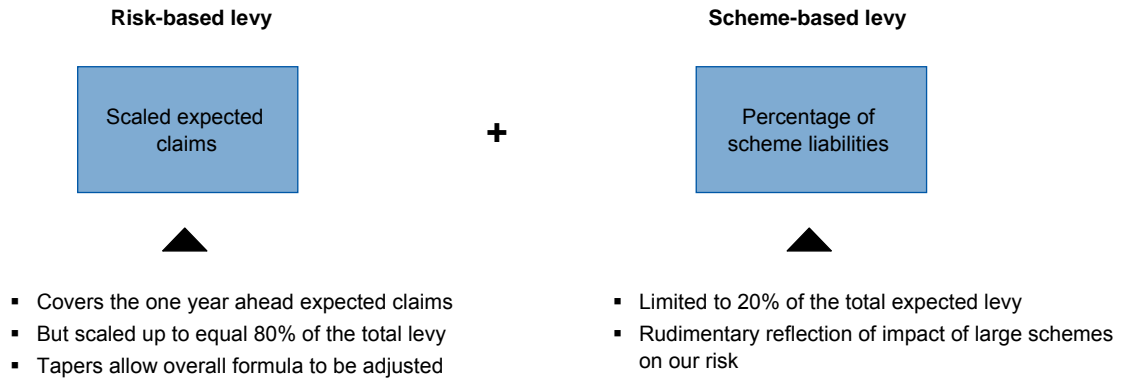 Risk-based levy
Scaled expected
claims
▪ Covers the one year ahead expected claims
▪ But scaled up to equal 80% of the total levy
▪ Tapers allow overall formula to be adjusted
+
Scheme-based levy
Percentage of
scheme liabilities
▪ Limited to 20% of the total expected levy
▪ Rudimentary reflection of impact of large schemes
on our risk